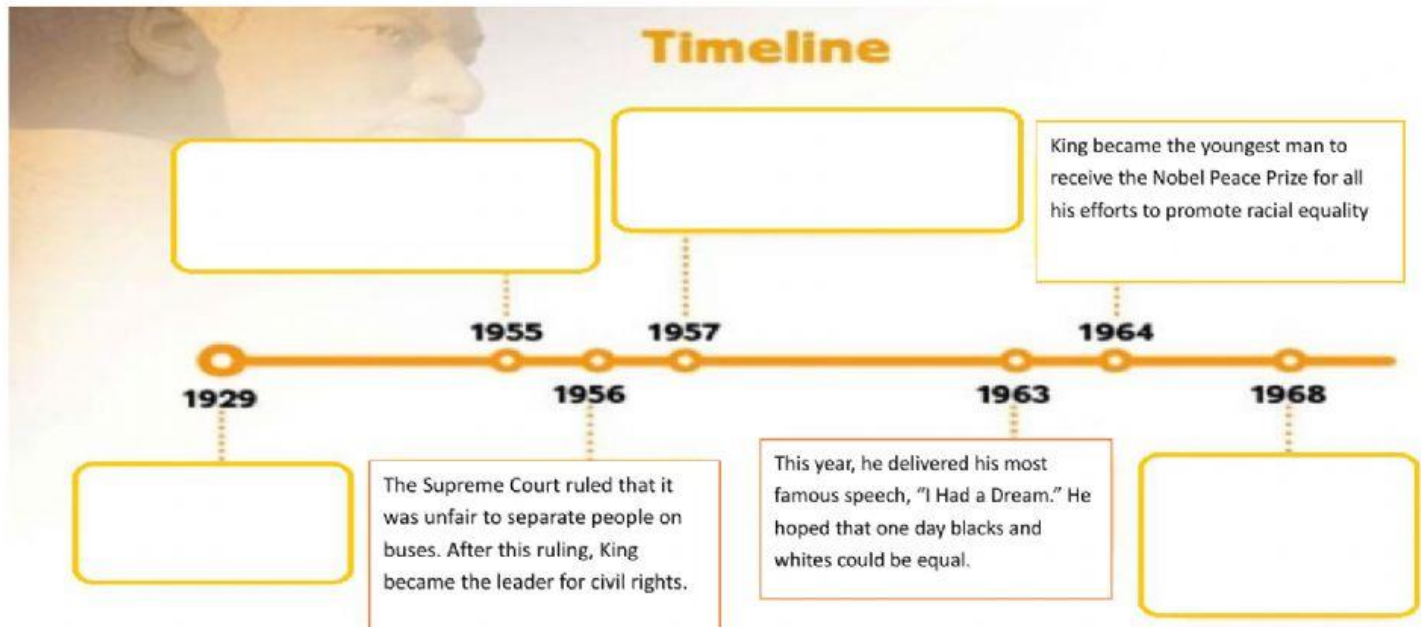 Timeline
King became the youngest man to
receive the Nobel Peace Prize for all
his efforts to promote racial equality
1955
1957
1964
1929
1956
1963
1968
The Supreme Court ruled that it
was unfair to separate people on
buses. After this ruling, King
became the leader for civil rights.
This year, he delivered his most
famous speech, “I Had a Dream.” He
hoped that one day blacks and
whites could be equal.